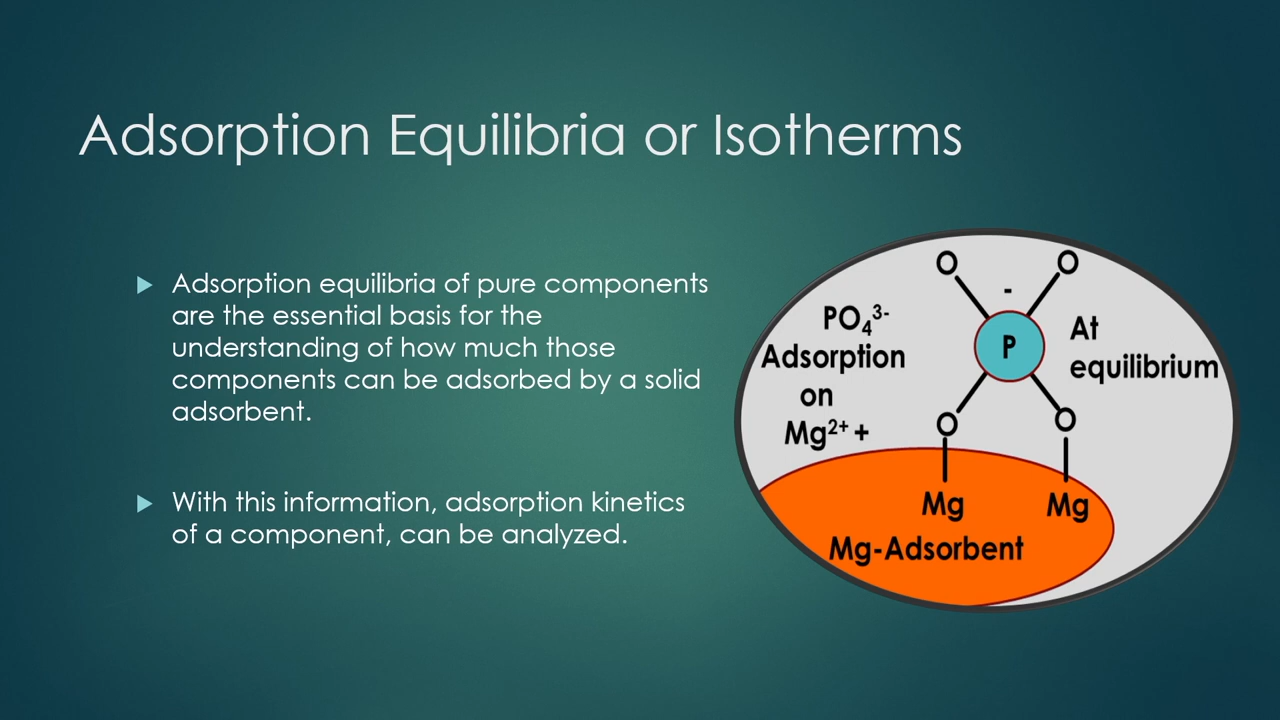 Adsorption Equilibria or Isotherms
Adsorption equilibria of pure components
are the essential basis for the
understanding of how much those
components can be adsorbed by a solid
adsorbent.
With this information, adsorption kinetics
of a component, can be analyzed.
O O
-
PO₄³⁻
Adsorption
on
Mg²⁺ +
P
At
equilibrium
O O
Mg Mg
Mg-Adsorbent